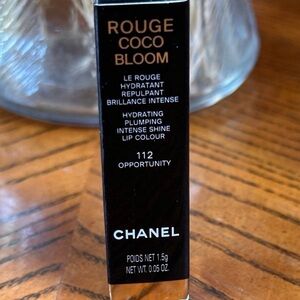 ROUGE
COCO
BLOOM
LE ROUGE
HYDRATANT
REPULPANT
BRILLANCE INTENSE
HYDRATING
PLUMPING
INTENSE SHINE
LIP COLOUR
112
OPPORTUNITY
CHANEL
POIDS NET 1.5g
NET WT. 0.05 OZ.